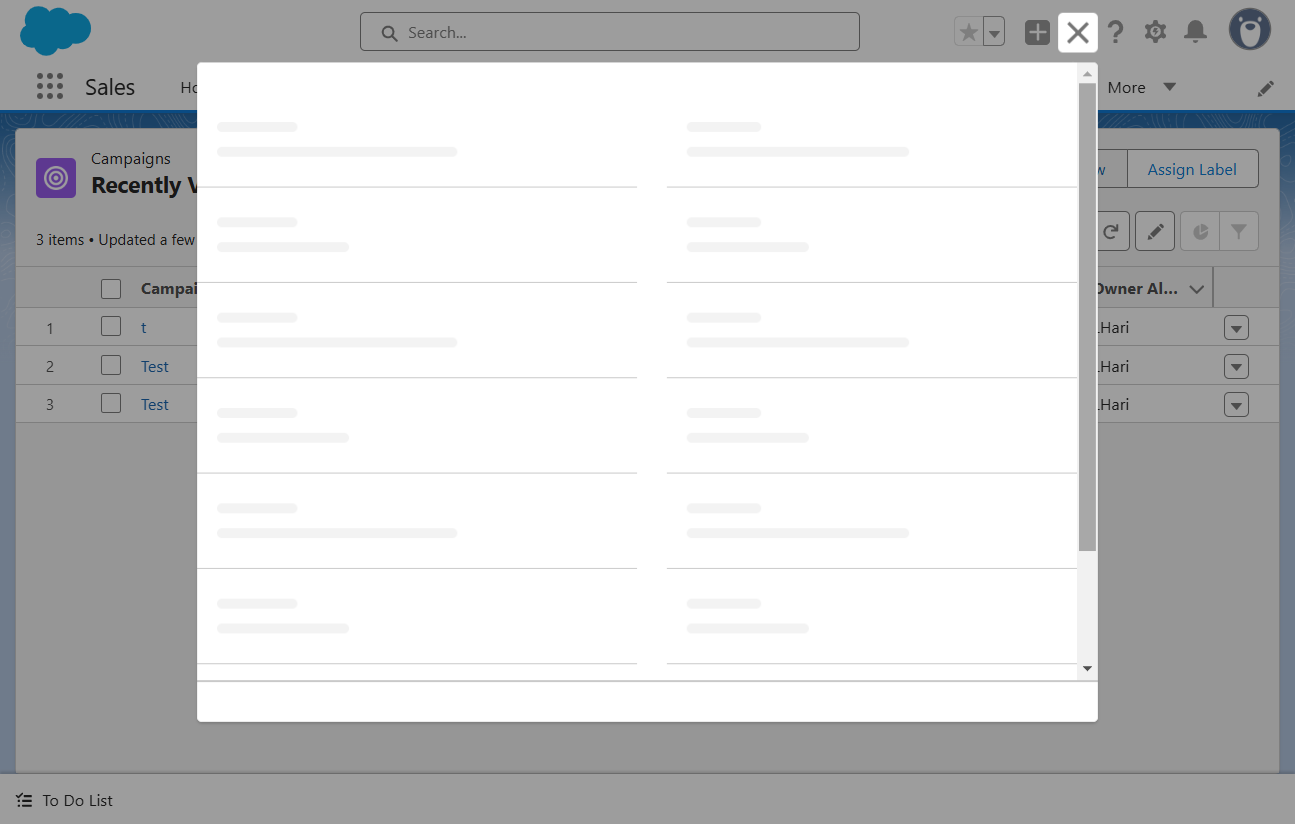 Search...
Sales
More
Campaigns
Recently V
Assign Label
3 items • Updated a few
Campai
Owner Al...
1
t
Hari
2
Test
Hari
3
Test
Hari
To Do List